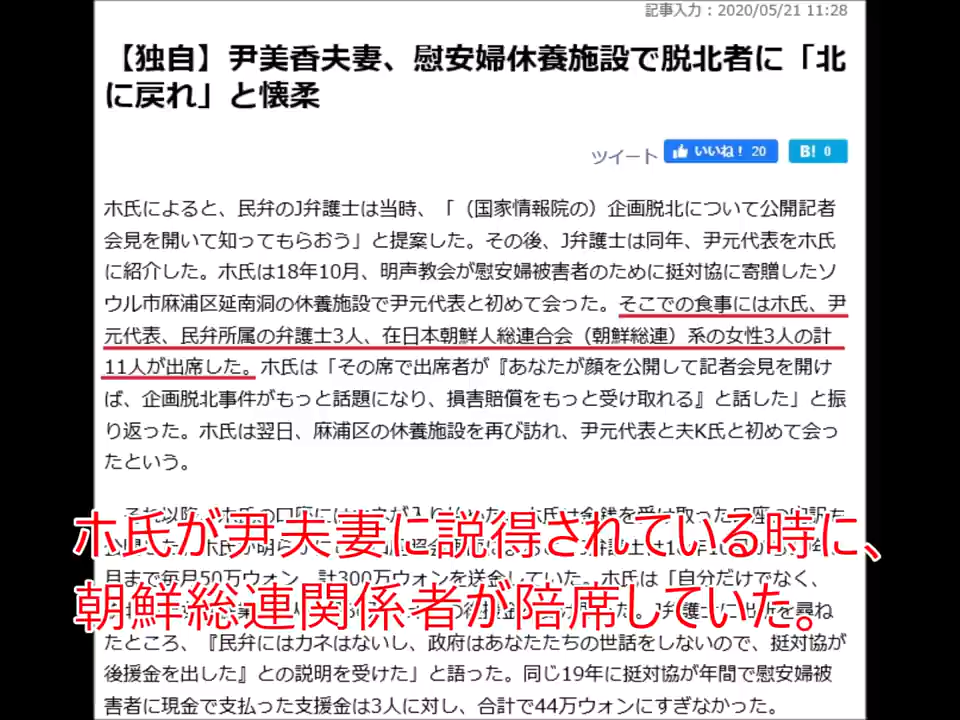 記事入力 : 2020/05/21 11:28
【独自】尹美香夫妻、慰安婦休養施設で脱北者に「北
に戻れ」と懐柔
ツイート いいね! 20 B! 0
ホ氏によると、民弁のJ弁護士は当時、「（国家情報院の）企画脱北について公開記者
会見を開いて知ってもらおう」と提案した。その後、J弁護士は同年、尹元代表をホ氏
に紹介した。ホ氏は18年10月、明声教会が慰安婦被害者のために挺対協に寄贈したソ
ウル市麻浦区延南洞の休養施設で尹元代表と初めて会った。そこでの食事にはホ氏、尹
元代表、民弁所属の弁護士3人、在日本朝鮮人総連合会（朝鮮総連）系の女性3人の計
11人が出席した。ホ氏は「その席で出席者が『あなたが顔を公開して記者会見を開け
ば、企画脱北事件がもっと話題になり、損害賠償をもっと受け取れる』と話した」と振
り返った。ホ氏は翌日、麻浦区の休養施設を再び訪れ、尹元代表と夫K氏と初めて会っ
たという。
ホ氏が尹夫妻に説得されている時に、
月まで毎月50万ウォン、計300万ウォンを送金していた。ホ氏は「自分だけでなく、
朝鮮総連関係者が陪席していた。
たところ、『民弁にはカネはないし、政府はあなたたちの世話をしないので、挺対協が
後援金を出した』との説明を受けた」と語った。同じ19年に挺対協が年間で慰安婦被
害者に現金で支払った支援金は3人に対し、合計で44万ウォンにすぎなかった。